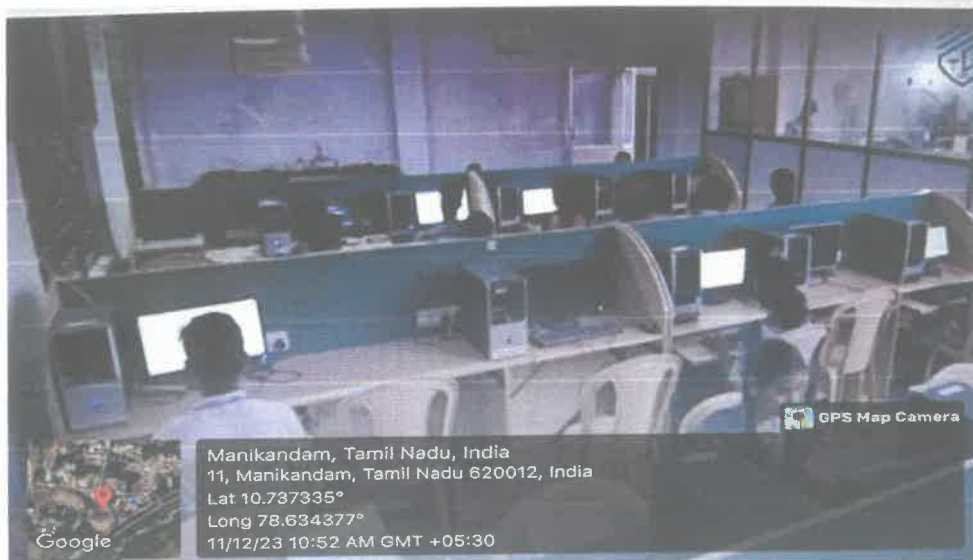 GPS Map Camera
Manikandam, Tamil Nadu, India
11, Manikandam, Tamil Nadu 620012, India
Lat 10.737335°
Long 78.634377°
11/12/23 10:52 AM GMT +05:30
Google